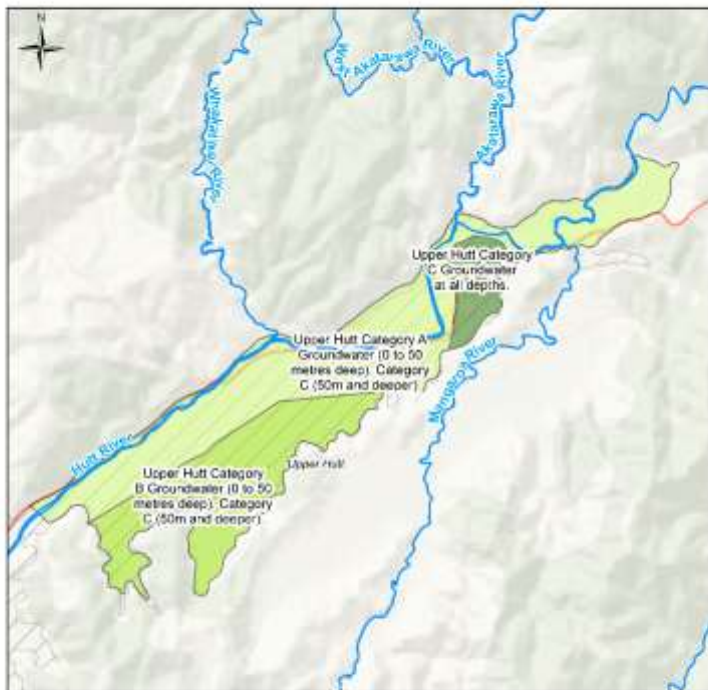 N
West
Akatarawa River
Akatarawa River
Whakatikei River
Upper Hutt Category
C Groundwater
at all depths.
Upper Hutt Category A
Groundwater (0 to 50
metres deep). Category
C (50m and deeper)
Mangaroa River
Hutt River
Upper Hutt
Upper Hutt Category
B Groundwater (0 to 50
metres deep). Category
C (50m and deeper)